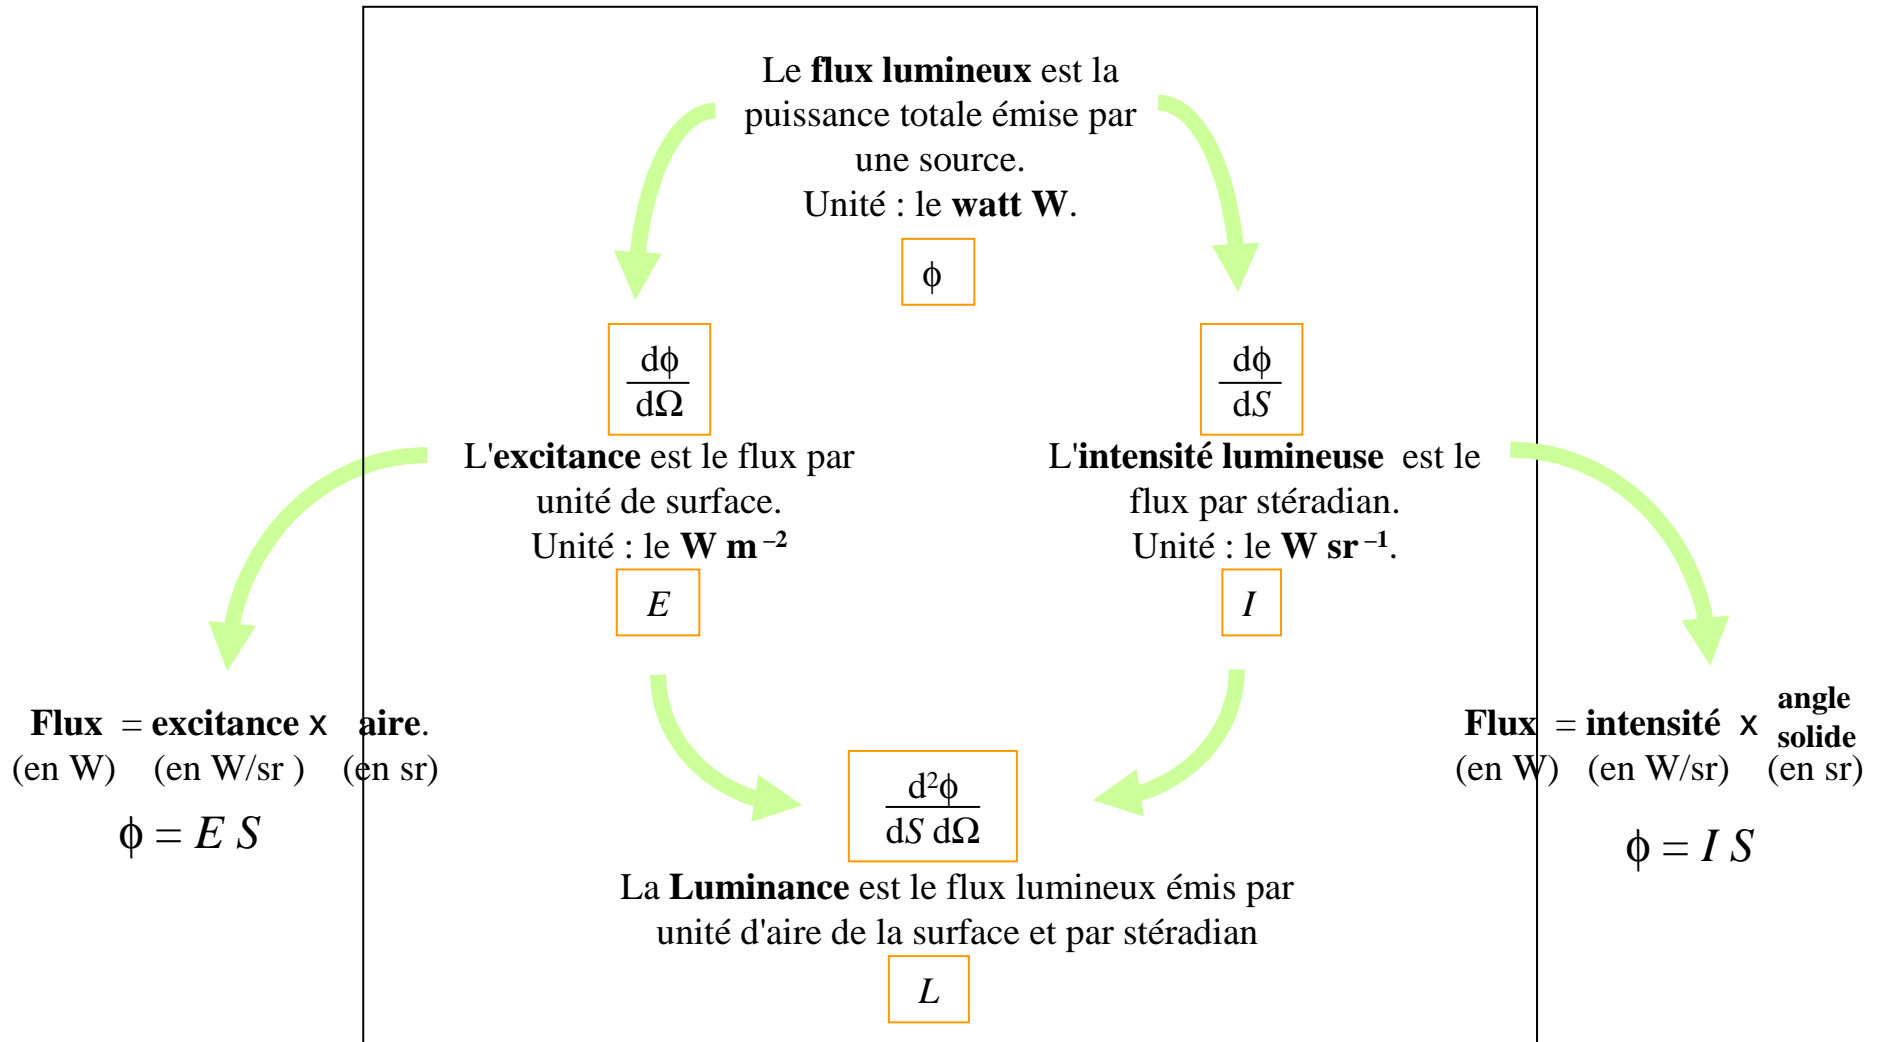 Le flux lumineux est la
puissance totale émise par
une source.
Unité : le watt W.
ϕ
dϕ
dΩ
L'excitance est le flux par
unité de surface.
Unité : le W m⁻²
E
dϕ
dS
L'intensité lumineuse est le
flux par stéradian.
Unité : le W sr⁻¹.
I
Flux = excitance x aire.
(en W) (en W/sr ) (en sr)
ϕ = E S
Flux = intensité x angle solide
(en W) (en W/sr) (en sr)
ϕ = I S
d²ϕ
dS dΩ
La Luminance est le flux lumineux émis par
unité d'aire de la surface et par stéradian
L